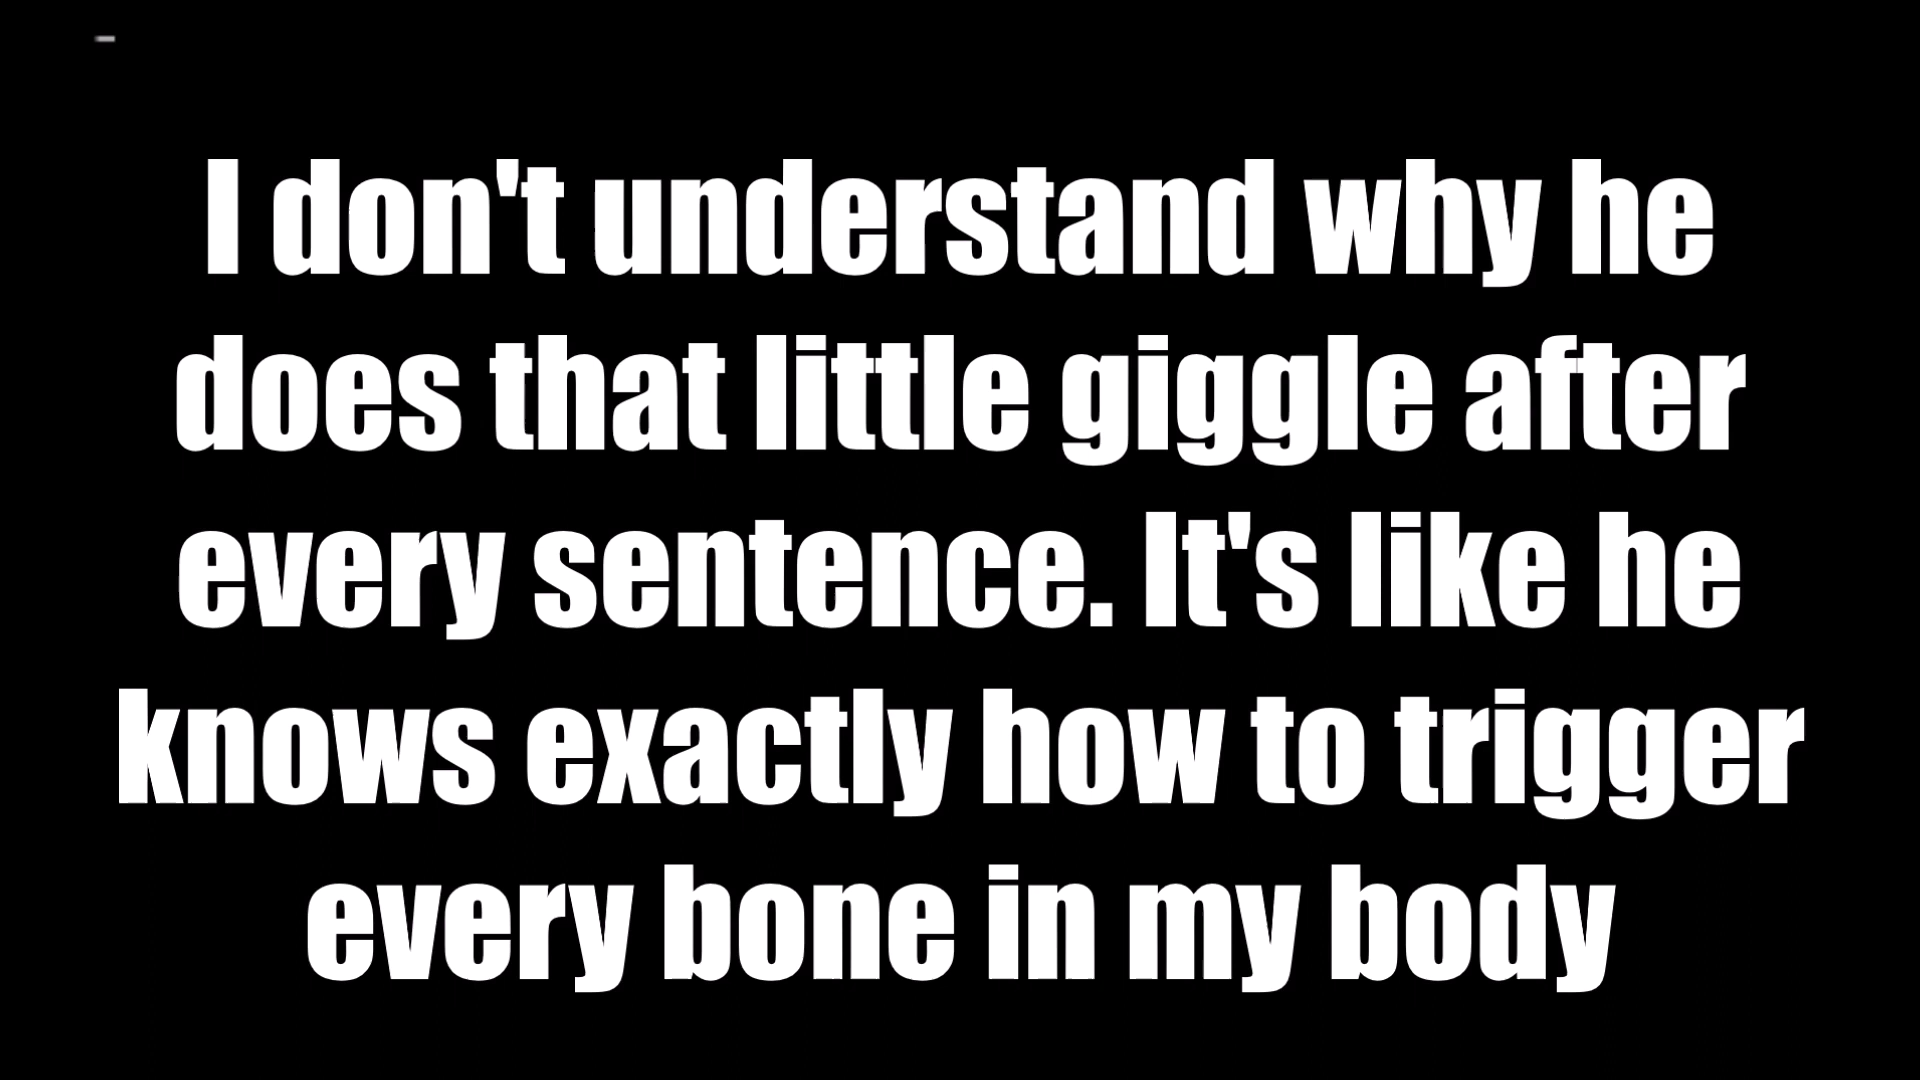 I don't understand why he
does that little giggle after
every sentence. It's like he
knows exactly how to trigger
every bone in my body